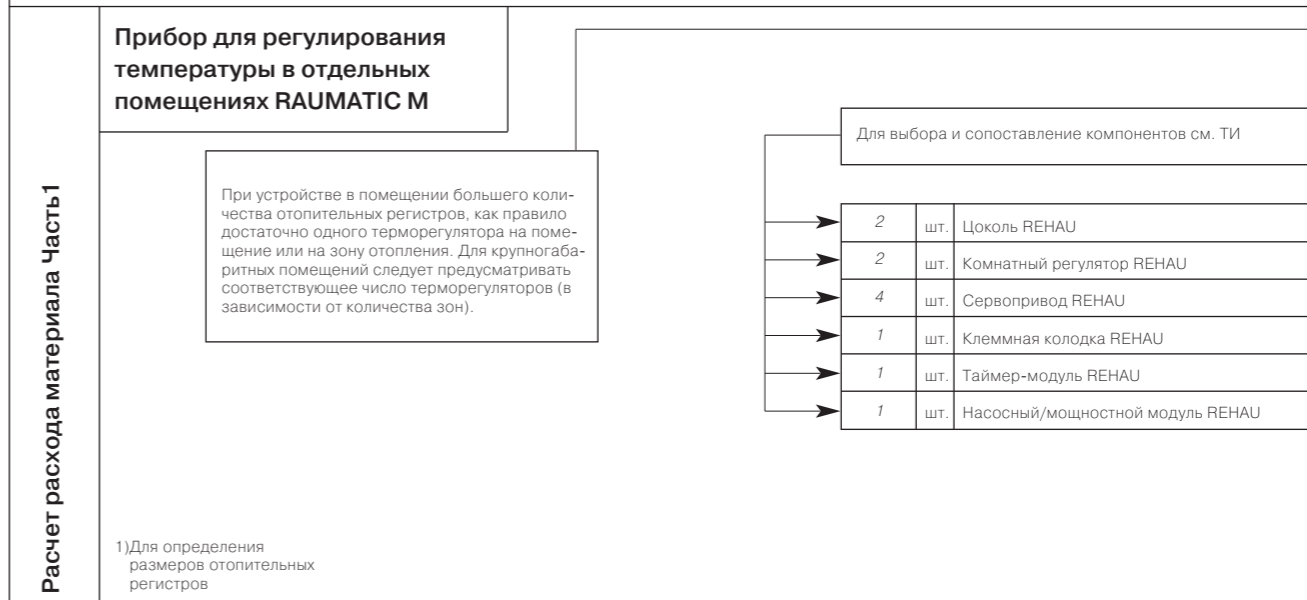 Расчет расхода материала Часть1
Прибор для регулирования
температуры в отдельных
помещениях RAUMATIC M
При устройстве в помещении большего коли-
чества отопительных регистров, как правило
достаточно одного терморегулятора на поме-
щение или на зону отопления. Для крупногаба-
ритных помещений следует предусматривать
соответствующее число терморегуляторов (в
зависимости от количества зон).
Для выбора и сопоставление компонентов см. ТИ
2 шт. Цоколь REHAU
2 шт. Комнатный регулятор REHAU
4 шт. Сервопривод REHAU
1 шт. Клеммная колодка REHAU
1 шт. Таймер-модуль REHAU
1 шт. Насосный/мощностной модуль REHAU
1)Для определения
размеров отопительных
регистров